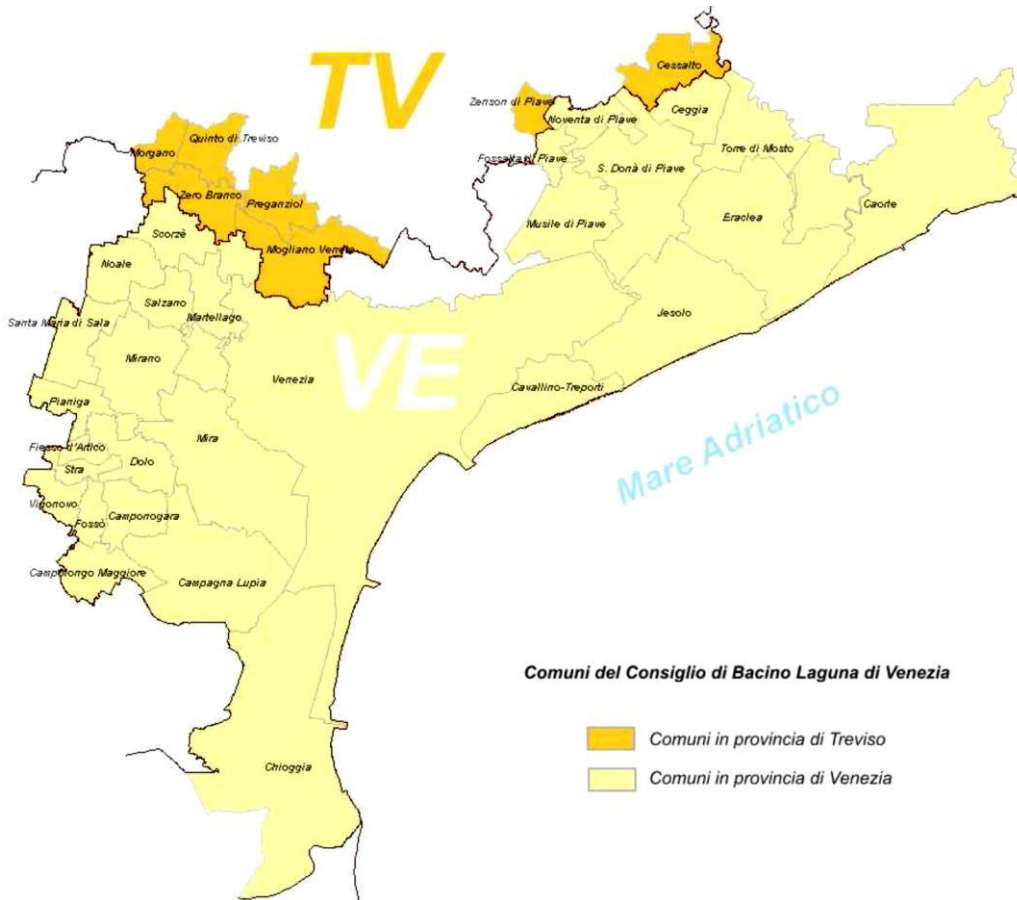 TV
Cessalto
Zenson di Piave
Noventa di Piave
Ceggia
Quinto di Treviso
Morgano
Fossalta di Piave
S. Donà di Piave
Torre di Mosto
Zero Branco
Preganziol
Caorle
Musile di Piave
Eraclea
Scorzè
Mogliano Veneto
Noale
Salzano
Martellago
Jesolo
Santa Maria di Sala
Mirano
VE
Venezia
Cavallino-Treporti
Pianiga
Mare Adriatico
Mira
Fiesso d'Artico
Dolo
Stra
Vigonovo
Fossò
Camponogara
Campolongo Maggiore
Campagna Lupia
Comuni del Consiglio di Bacino Laguna di Venezia
Comuni in provincia di Treviso
Chioggia
Comuni in provincia di Venezia